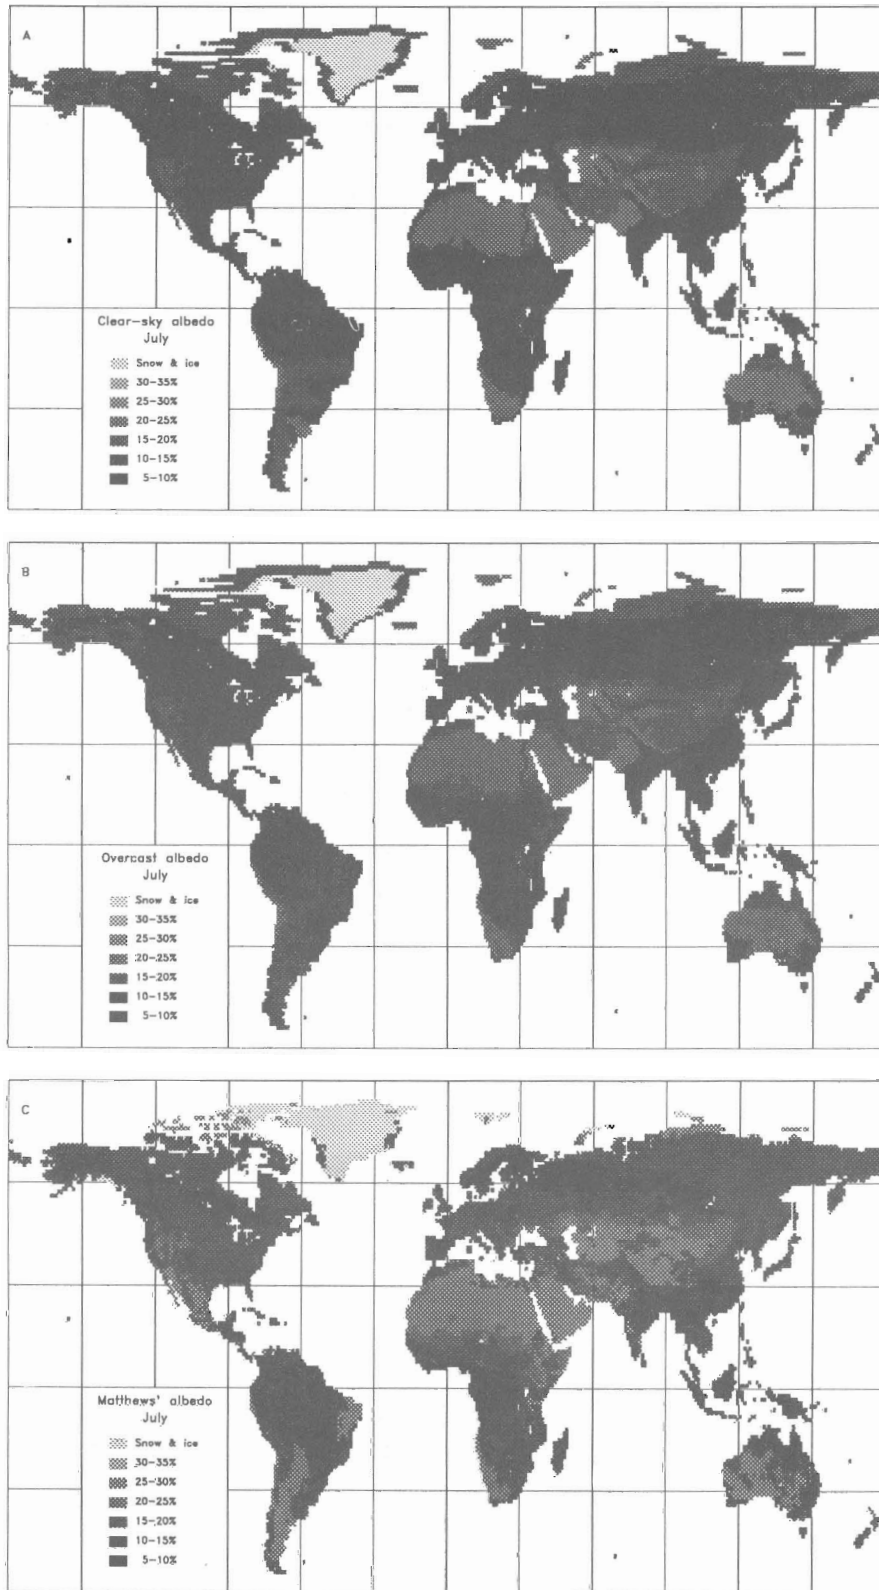 A
Clear-sky albedo
July
Snow & ice
30-35%
25-30%
20-25%
15-20%
10-15%
5-10%
B
Overcast albedo
July
Snow & ice
30-35%
25-30%
20-25%
15-20%
10-15%
5-10%
C
Matthews' albedo
July
Snow & ice
30-35%
25-30%
20-25%
15-20%
10-15%
5-10%